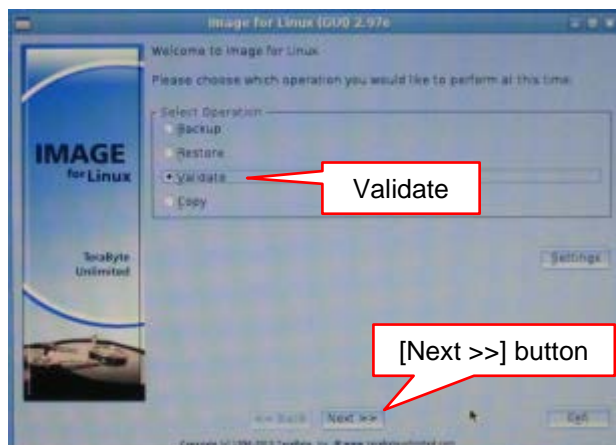 Image for Linux (GUI) 2.97e
Welcome to Image for Linux
Please choose which operation you would like to perform at this time:
Select Operation
Backup
Restore
Validate
Copy
Validate
IMAGE
for Linux
TeraByte
Unlimited
Settings
[Next >>] button
<< Back
Next >>
Exit